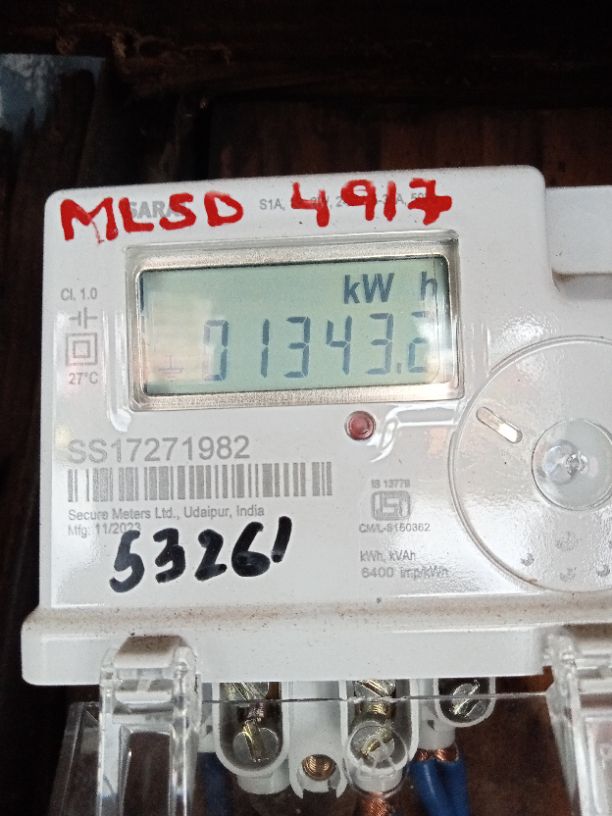 MLSD 4917
Cl. 1.0
kW h
01343.2
27°C
SS17271982
IS 13779
Secure Meters Ltd., Udaipur, India
Mfg: 11/2023
CM/L-8150362
53261
kWh, kVAh
6400 imp/kWh